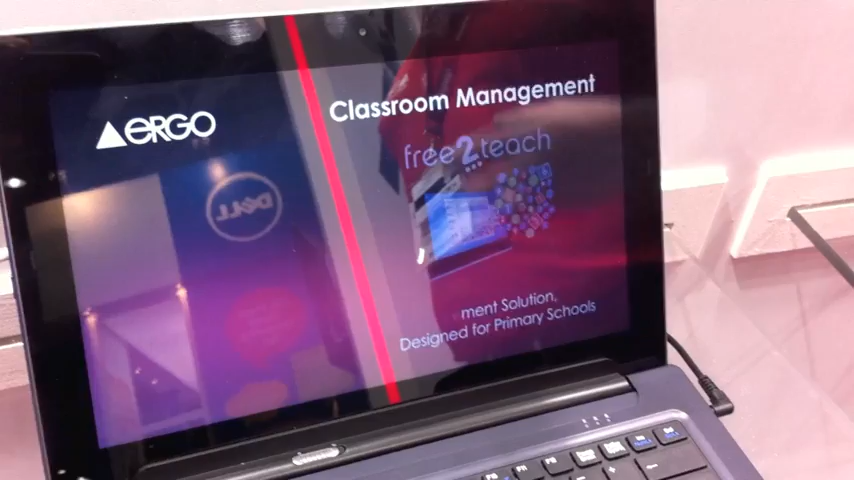 ERGO
Classroom Management
free2teach
DELL
ment Solution,
Designed for Primary Schools